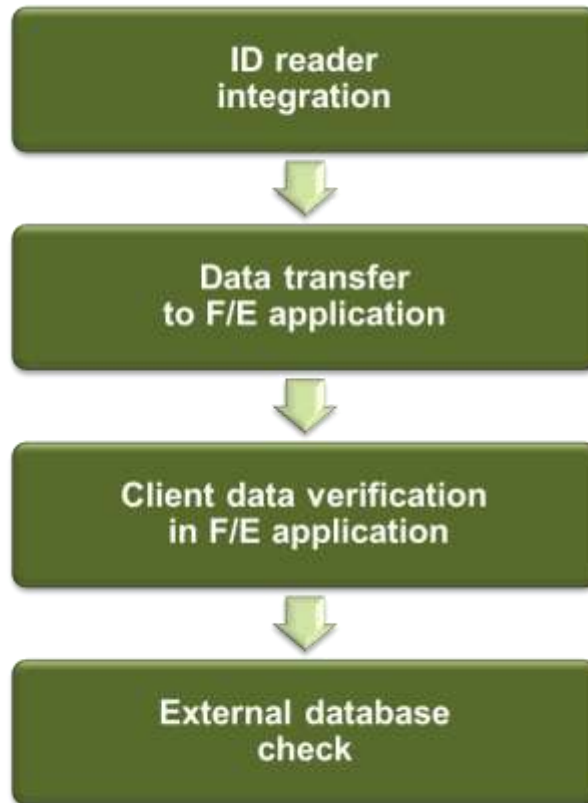 ID reader
integration
Data transfer
to F/E application
Client data verification
in F/E application
External database
check